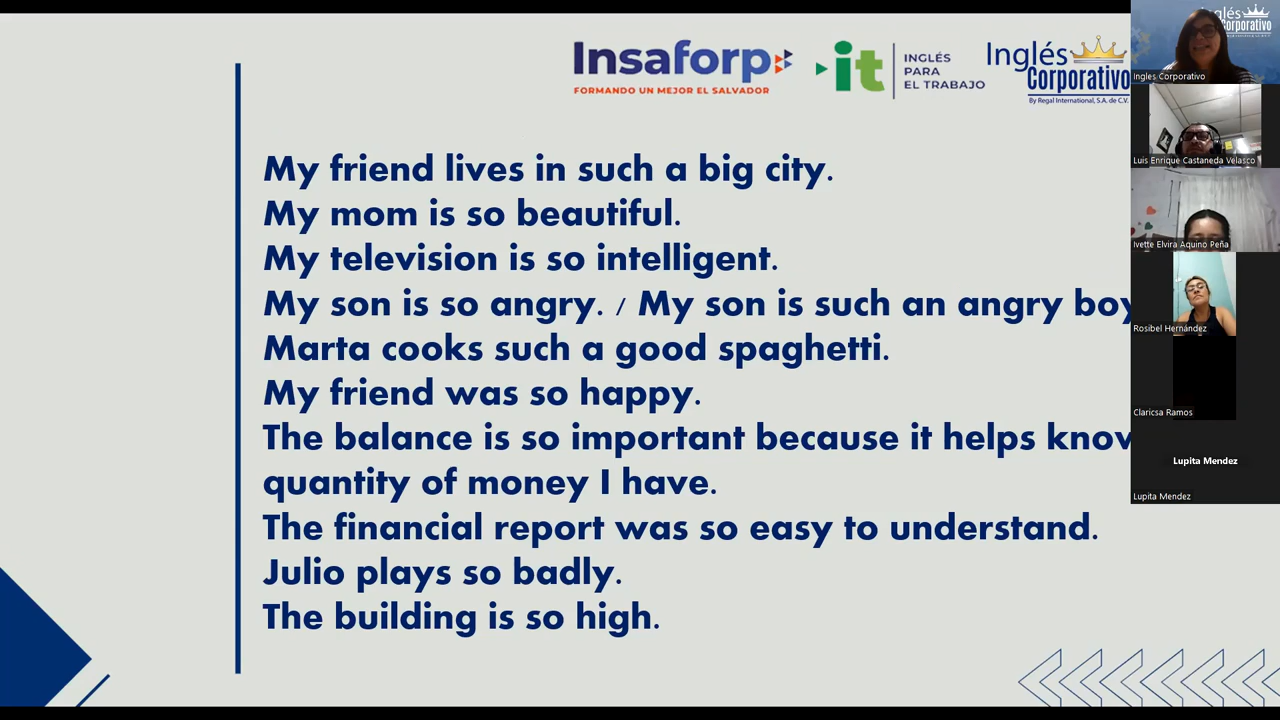 Insaforp
FORMANDO UN MEJOR EL SALVADOR
it
INGLÉS
PARA
EL TRABAJO
Inglés
Corporativo
By Regal International, S.A. de C.V.
My friend lives in such a big city.
My mom is so beautiful.
My television is so intelligent.
My son is so angry. / My son is such an angry boy
Marta cooks such a good spaghetti.
My friend was so happy.
The balance is so important because it helps know
quantity of money I have.
The financial report was so easy to understand.
Julio plays so badly.
The building is so high.
Ingles Corporativo
Luis Enrique Castaneda Velasco
Ivette Elvira Aquino Peña
Rosibel Hernández
Claricsa Ramos
Lupita Mendez
Lupita Mendez